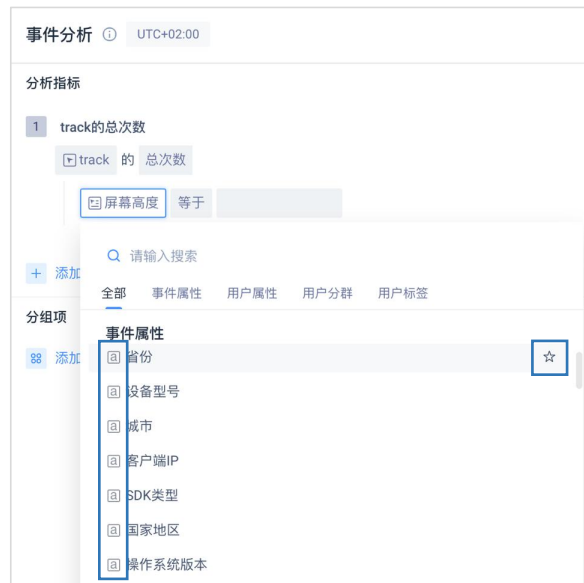 事件分析 UTC+02:00
分析指标
1 track的总次数
track 的 总次数
屏幕高度 等于
请输入搜索
添加
全部 事件属性 用户属性 用户分群 用户标签
分组项
事件属性
a 省份
添加
a 设备型号
a 城市
a 客户端IP
a SDK类型
a 国家地区
a 操作系统版本